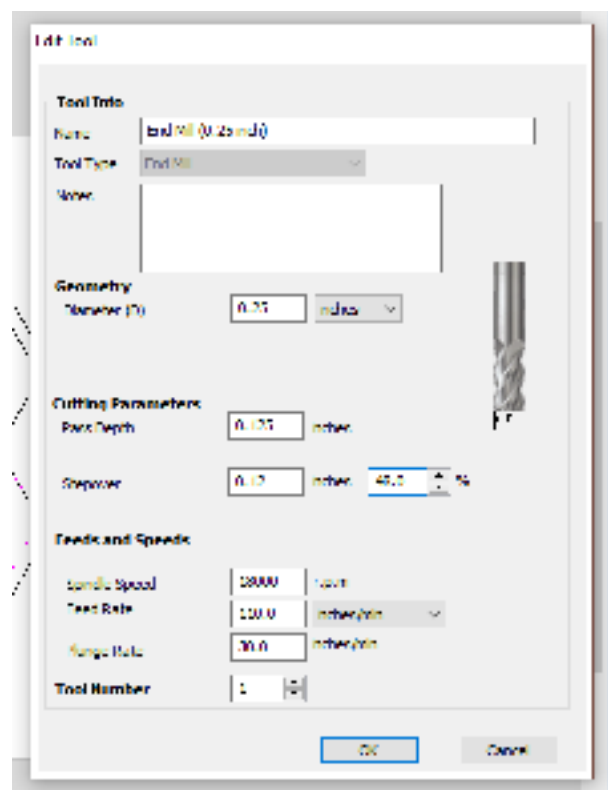 Edit Tool
Tool Info
Name End Mill (0.25 inch)
Tool Type End Mill
Notes
Geometry
Diameter (D) 0.25 inches
Cutting Parameters
Pass Depth 0.125 inches
Stepover 0.12 inches %
Feeds and Speeds
Spindle Speed 18000 r.p.m
Feed Rate inches/min
Plunge Rate 30.0 inches/min
Tool Number 1
OK Cancel